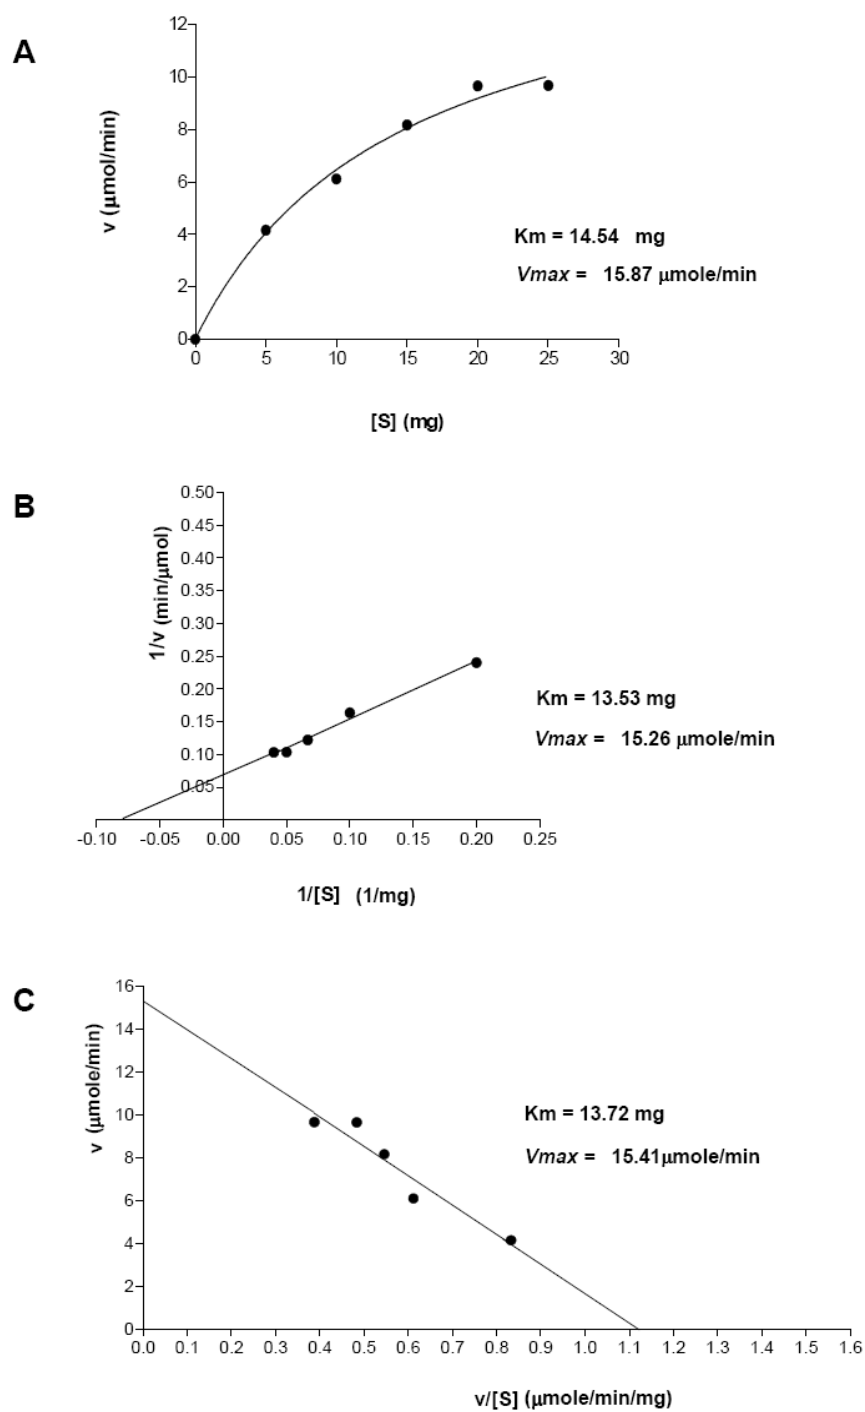 A
12
10
8
6
4
2
0
0 5 10 15 20 25 30
v (μmol/min)
[S] (mg)
Km = 14.54 mg
Vmax = 15.87 μmole/min
B
0.50
0.45
0.40
0.35
0.30
0.25
0.20
0.15
0.10
0.05
-0.10 -0.05 0.00 0.05 0.10 0.15 0.20 0.25
1/v (min/μmol)
1/[S] (1/mg)
Km = 13.53 mg
Vmax = 15.26 μmole/min
C
16
14
12
10
8
6
4
2
0
0.0 0.1 0.2 0.3 0.4 0.5 0.6 0.7 0.8 0.9 1.0 1.1 1.2 1.3 1.4 1.5 1.6
v (μmole/min)
v/[S] (μmole/min/mg)
Km = 13.72 mg
Vmax = 15.41μmole/min